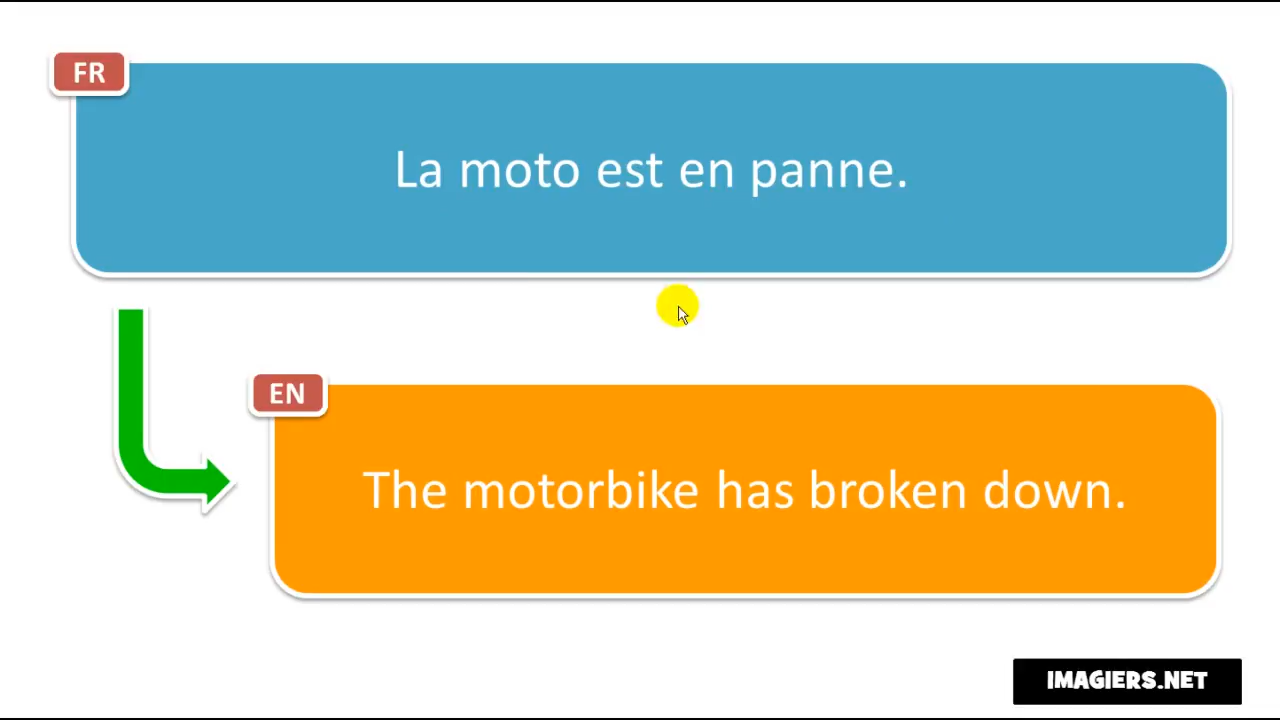 FR
La moto est en panne.
EN
The motorbike has broken down.
IMAGIERS.NET